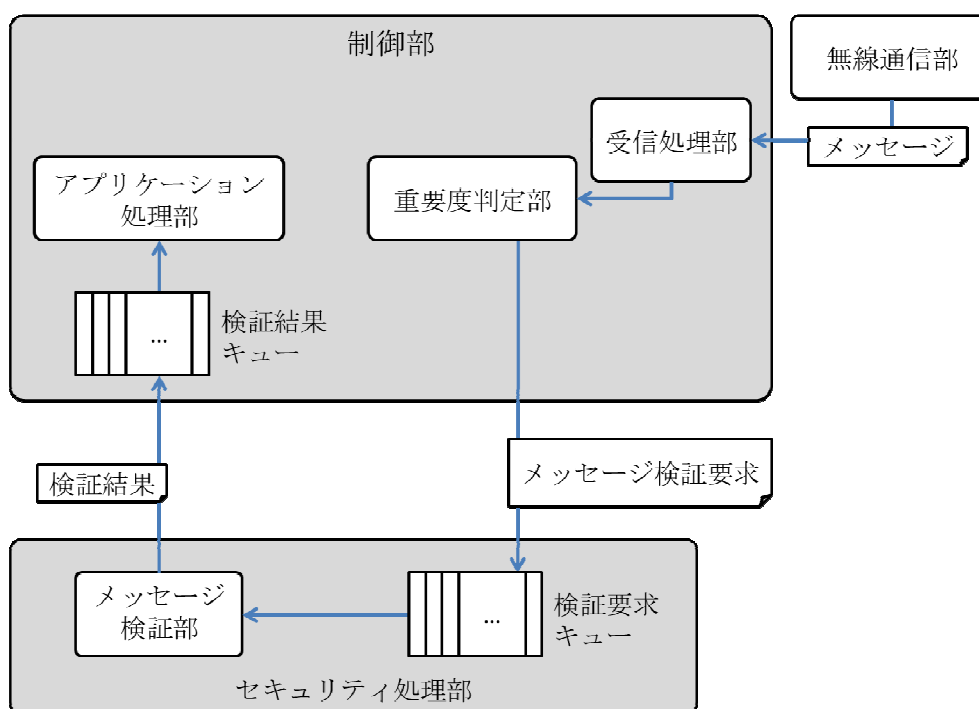 制御部
無線通信部
受信処理部
メッセージ
アプリケーション
処理部
重要度判定部
...
検証結果
キュー
検証結果
メッセージ検証要求
メッセージ
検証部
...
検証要求
キュー
セキュリティ処理部